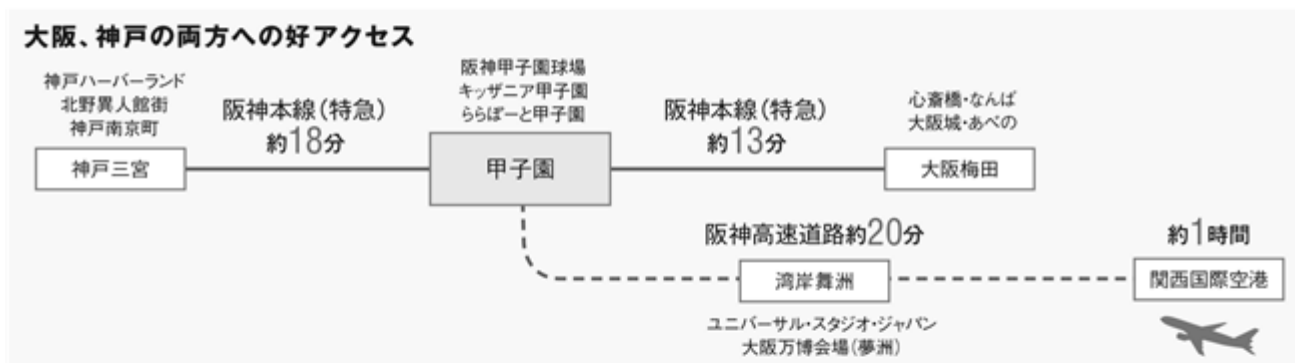 大阪、神戸の両方への好アクセス
神戸ハーバーランド
北野異人館街
神戸南京町
神戸三宮
阪神本線(特急)
約18分
阪神甲子園球場
キッザニア甲子園
ららぽーと甲子園
甲子園
阪神本線(特急)
約13分
心斎橋・なんば
大阪城・あべの
大阪梅田
阪神高速道路約20分
湾岸舞洲
ユニバーサル・スタジオ・ジャパン
大阪万博会場(夢洲)
約1時間
関西国際空港